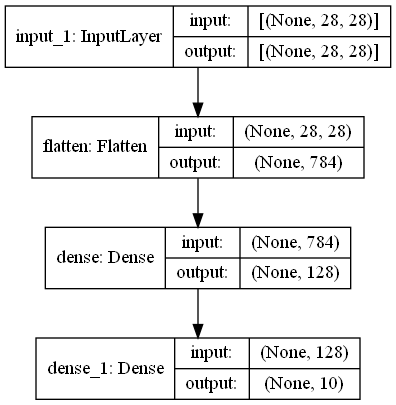 input_1: InputLayer
input: [(None, 28, 28)]
output: [(None, 28, 28)]
flatten: Flatten
input: (None, 28, 28)
output: (None, 784)
dense: Dense
input: (None, 784)
output: (None, 128)
dense_1: Dense
input: (None, 128)
output: (None, 10)